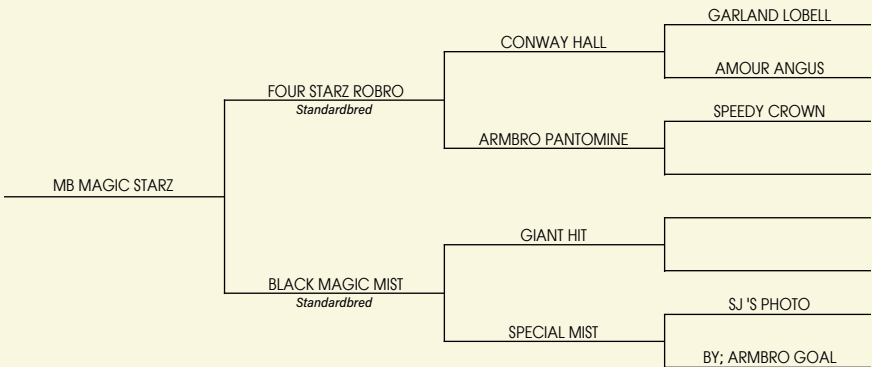 GARLAND LOBELL
CONWAY HALL
AMOUR ANGUS
FOUR STARZ ROBRO
Standardbred
SPEEDY CROWN
ARMBRO PANTOMINE
MB MAGIC STARZ
GIANT HIT
BLACK MAGIC MIST
Standardbred
SJ 'S PHOTO
SPECIAL MIST
BY; ARMBRO GOAL